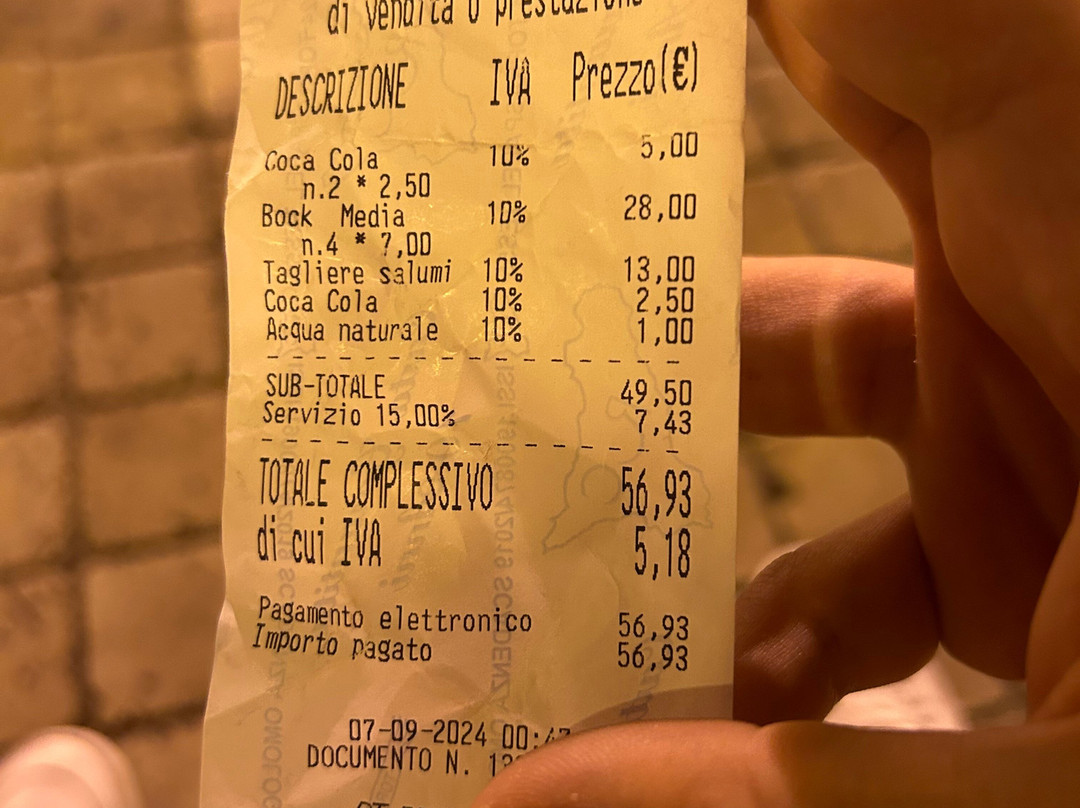 di vendita o prestazione
DESCRIZIONE IVA Prezzo(€)
Coca Cola 10% 5,00
n.2 * 2,50
Bock Media 10% 28,00
n.4 * 7,00
Tagliere salumi 10% 13,00
Coca Cola 10% 2,50
Acqua naturale 10% 1,00
SUB-TOTALE 49,50
Servizio 15,00% 7,43
TOTALE COMPLESSIVO 56,93
di cui IVA 5,18
Pagamento elettronico 56,93
Importo pagato 56,93
07-09-2024
DOCUMENTO N.